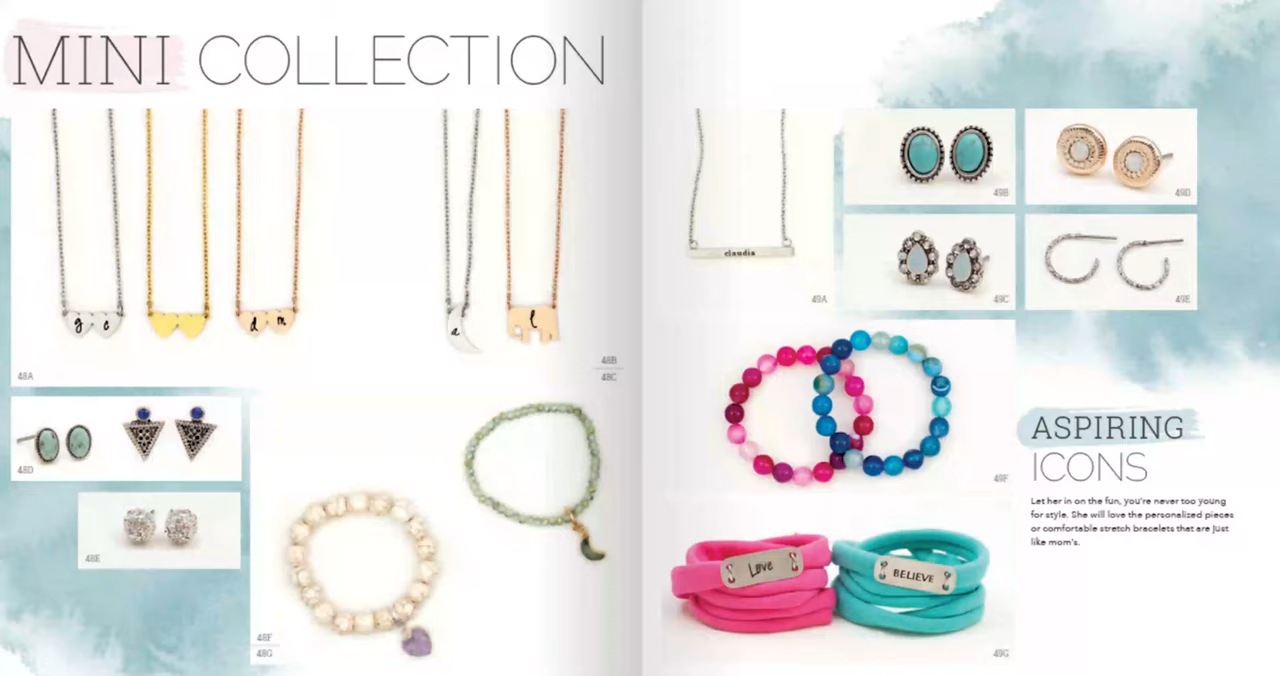 MINI COLLECTION
g c
d m
a
l
48A
48B
48C
48D
48E
48F
48G
claudia
49A
49B
49C
49D
49E
49F
Love
BELIEVE
49G
ASPIRING
ICONS
Let her in on the fun, you're never too young
for style. She will love the personalized pieces
or comfortable stretch bracelets that are just
like mom's.